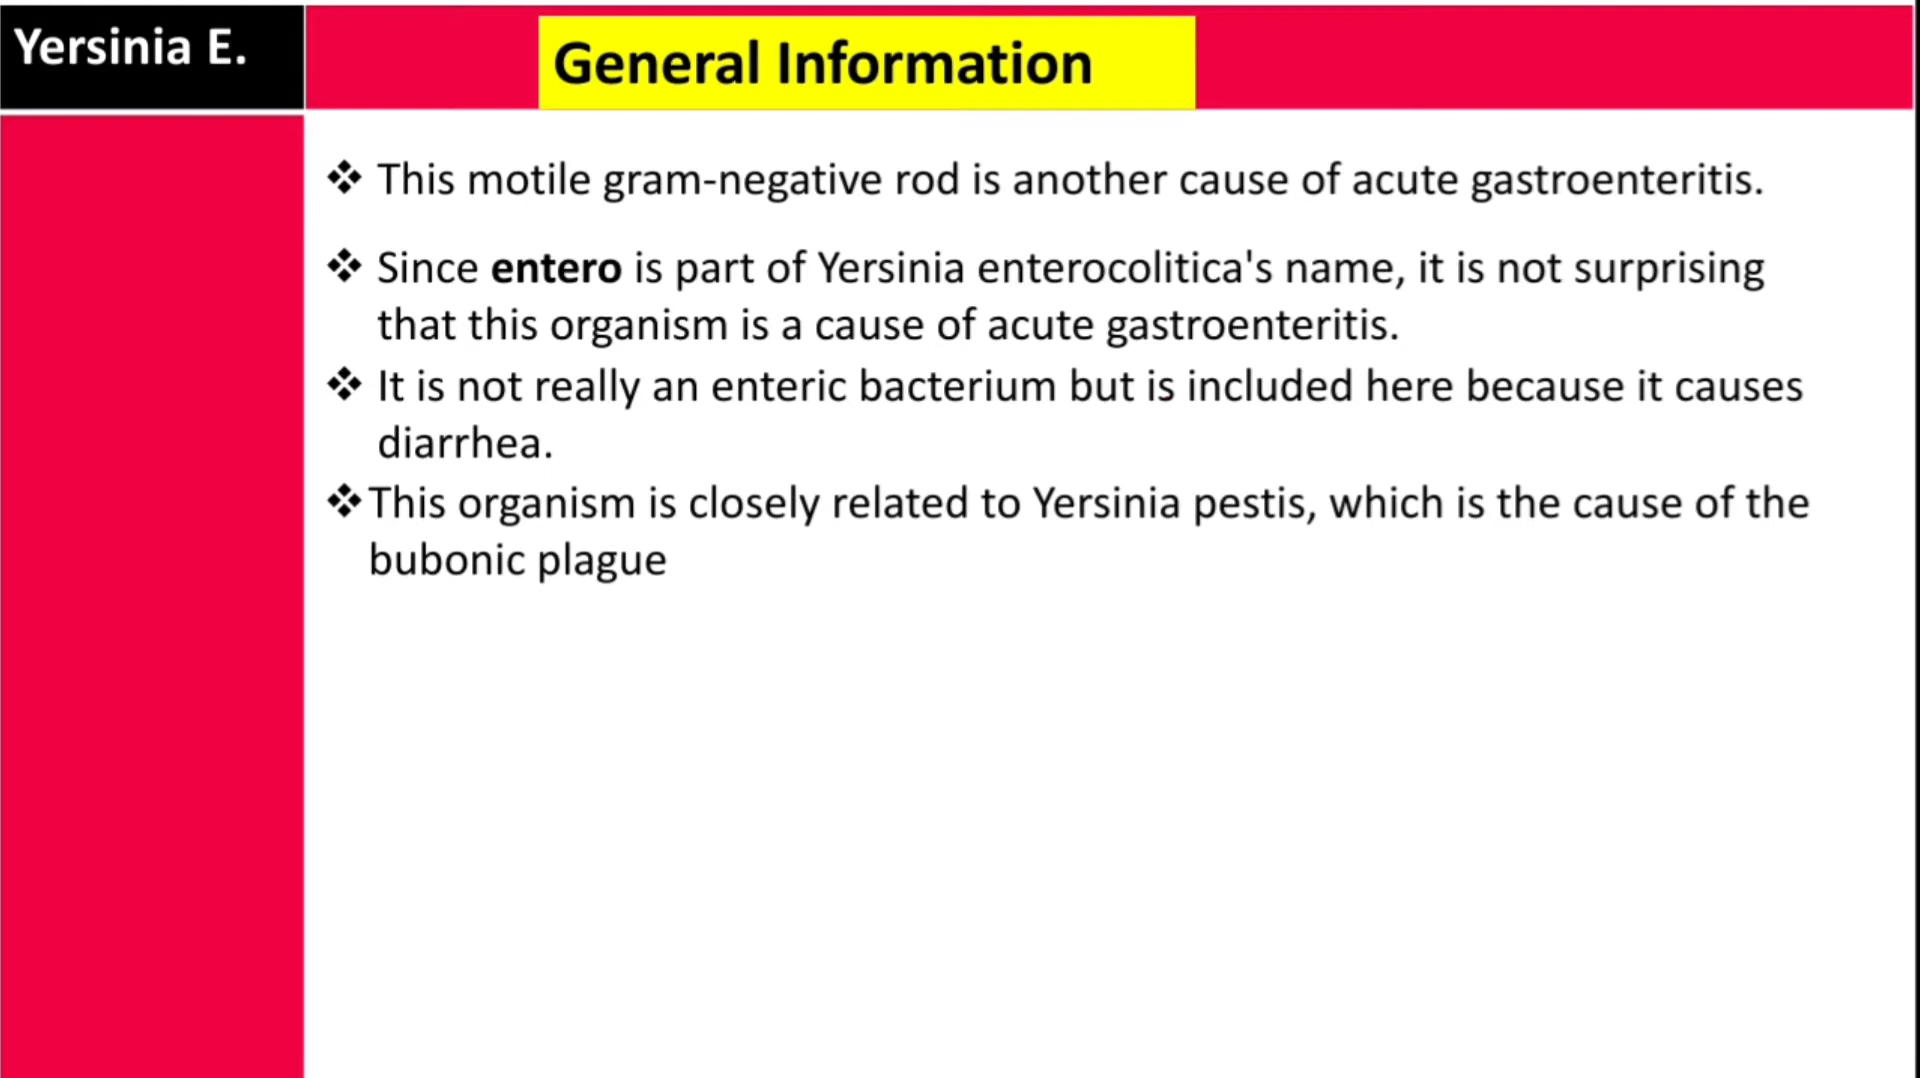 Yersinia E.
General Information
❖ This motile gram-negative rod is another cause of acute gastroenteritis.
❖ Since entero is part of Yersinia enterocolitica's name, it is not surprising
that this organism is a cause of acute gastroenteritis.
❖ It is not really an enteric bacterium but is included here because it causes
diarrhea.
❖ This organism is closely related to Yersinia pestis, which is the cause of the
bubonic plague